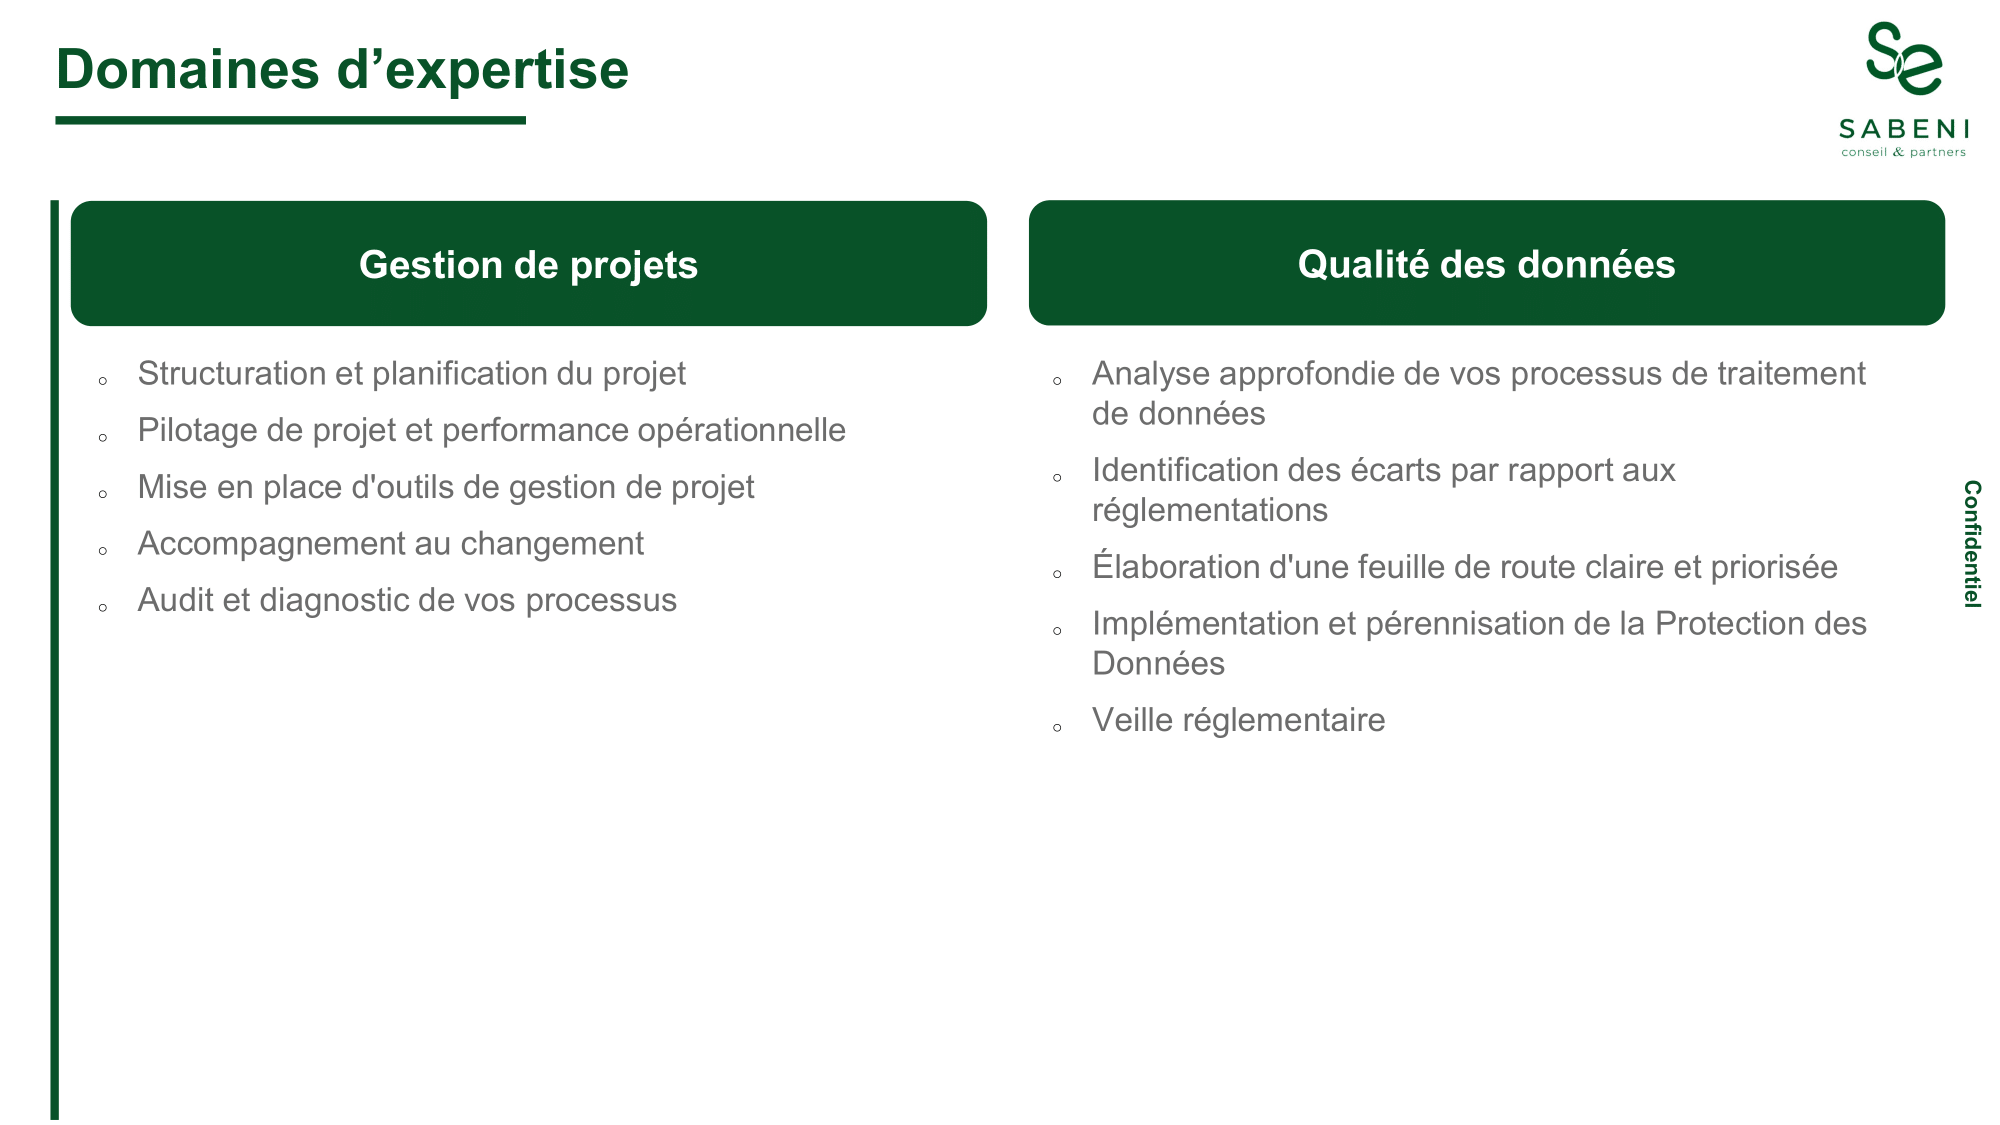 Domaines d’expertise
Se
SABENI
conseil & partners
Gestion de projets
Structuration et planification du projet
Pilotage de projet et performance opérationnelle
Mise en place d'outils de gestion de projet
Accompagnement au changement
Audit et diagnostic de vos processus
Qualité des données
Analyse approfondie de vos processus de traitement
de données
Identification des écarts par rapport aux
réglementations
Élaboration d'une feuille de route claire et priorisée
Implémentation et pérennisation de la Protection des
Données
Veille réglementaire
Confidentiel